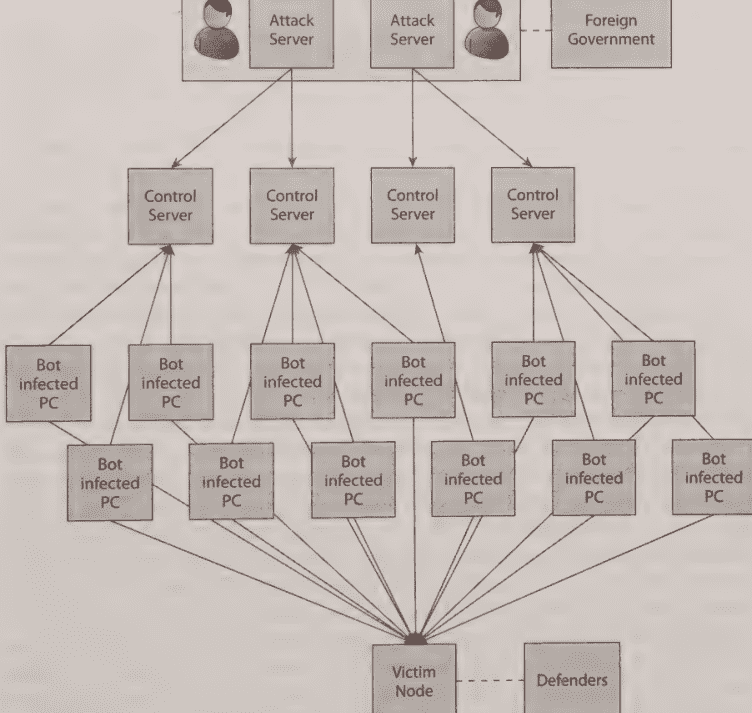 Attack
Server
Attack
Server
Foreign
Government
Control
Server
Control
Server
Control
Server
Control
Server
Bot
infected
PC
Bot
infected
PC
Bot
infected
PC
Bot
infected
PC
Bot
infected
PC
Bot
infected
PC
Bot
infected
PC
Bot
infected
PC
Bot
infected
PC
Bot
infected
PC
Bot
infected
PC
Bot
infected
PC
Victim
Node
Defenders